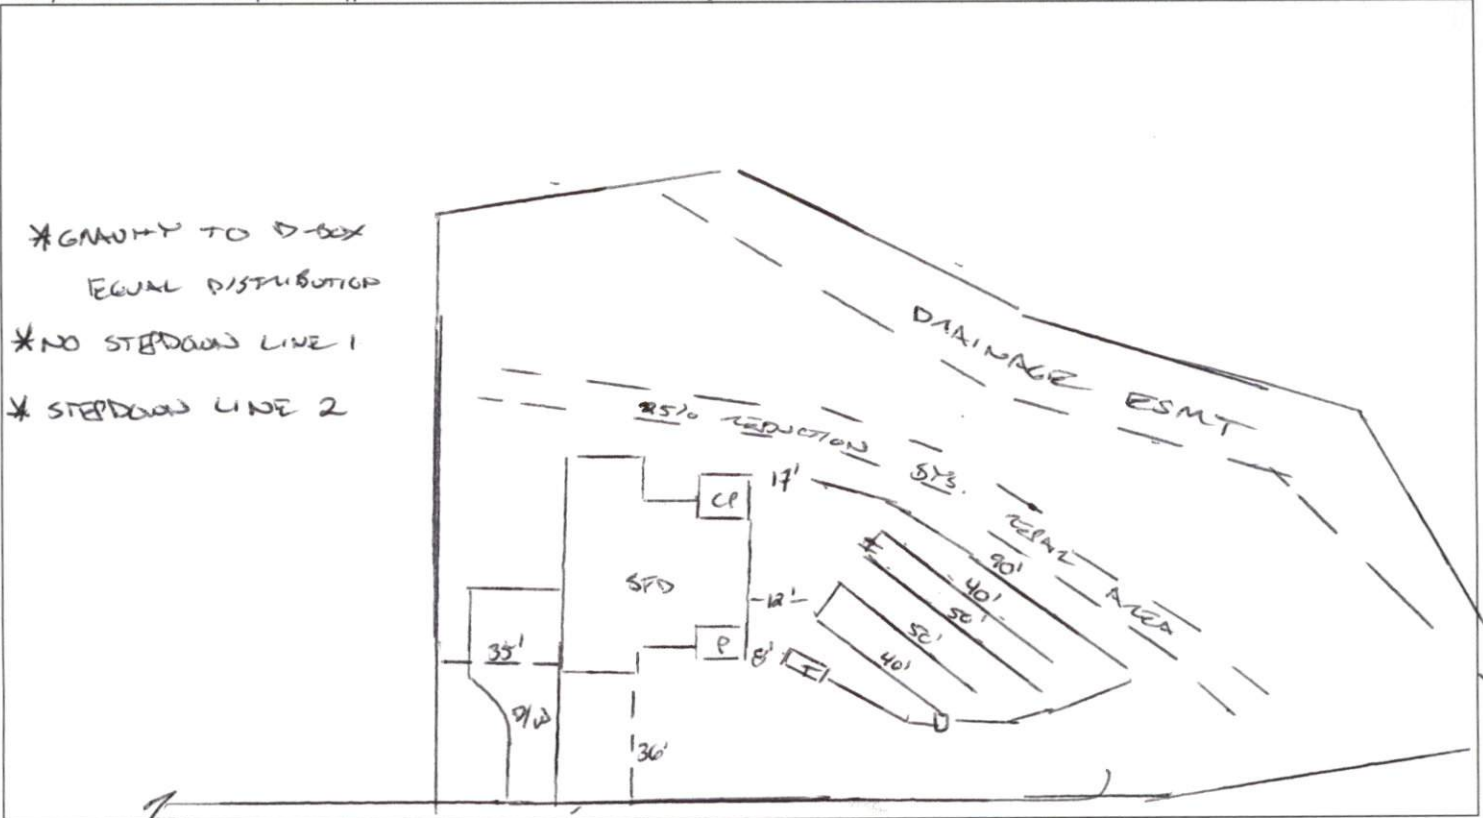 *GRAVITY TO D-BOX
EQUAL DISTRIBUTION
*NO STEPDOWN LINE 1
* STEPDOWN LINE 2
DRAINAGE ESMT
25% REDUCTION SYS. REPAIR AREA
CP
17'
SFD
12'
P
8'
T
35'
D/W
36'
90'
40'
50'
50'
40'
D